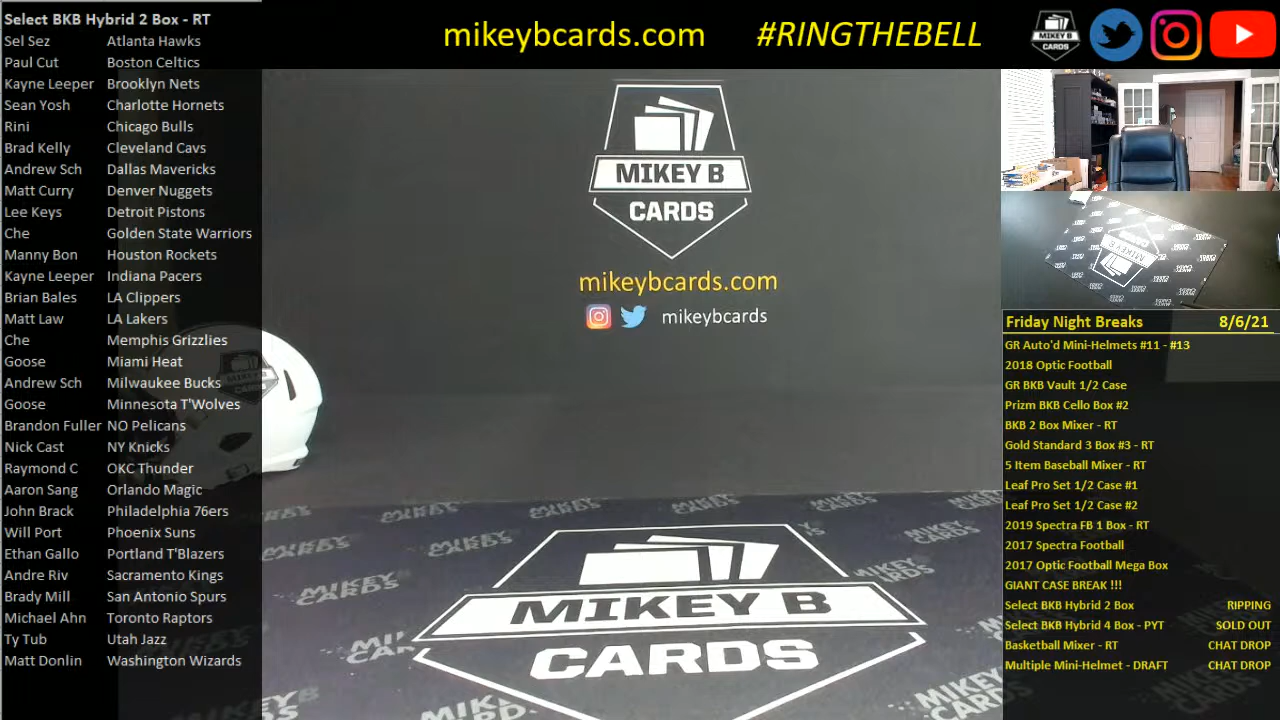 Select BKB Hybrid 2 Box - RT
Sel Sez Atlanta Hawks
Paul Cut Boston Celtics
Kayne Leeper Brooklyn Nets
Sean Yosh Charlotte Hornets
Rini Chicago Bulls
Brad Kelly Cleveland Cavs
Andrew Sch Dallas Mavericks
Matt Curry Denver Nuggets
Lee Keys Detroit Pistons
Che Golden State Warriors
Manny Bon Houston Rockets
Kayne Leeper Indiana Pacers
Brian Bales LA Clippers
Matt Law LA Lakers
Che Memphis Grizzlies
Goose Miami Heat
Andrew Sch Milwaukee Bucks
Goose Minnesota T'Wolves
Brandon Fuller NO Pelicans
Nick Cast NY Knicks
Raymond C OKC Thunder
Aaron Sang Orlando Magic
John Brack Philadelphia 76ers
Will Port Phoenix Suns
Ethan Gallo Portland T'Blazers
Andre Riv Sacramento Kings
Brady Mill San Antonio Spurs
Michael Ahn Toronto Raptors
Ty Tub Utah Jazz
Matt Donlin Washington Wizards
mikeybcards.com #RINGTHEBELL
MIKEY B
CARDS
MIKEY B
CARDS
mikeybcards.com
mikeybcards
MIKEY B
CARDS
Friday Night Breaks 8/6/21
GR Auto'd Mini-Helmets #11 - #13
2018 Optic Football
GR BKB Vault 1/2 Case
Prizm BKB Cello Box #2
BKB 2 Box Mixer - RT
Gold Standard 3 Box #3 - RT
5 Item Baseball Mixer - RT
Leaf Pro Set 1/2 Case #1
Leaf Pro Set 1/2 Case #2
2019 Spectra FB 1 Box - RT
2017 Spectra Football
2017 Optic Football Mega Box
GIANT CASE BREAK !!!
Select BKB Hybrid 2 Box RIPPING
Select BKB Hybrid 4 Box - PYT SOLD OUT
Basketball Mixer - RT CHAT DROP
Multiple Mini-Helmet - DRAFT CHAT DROP